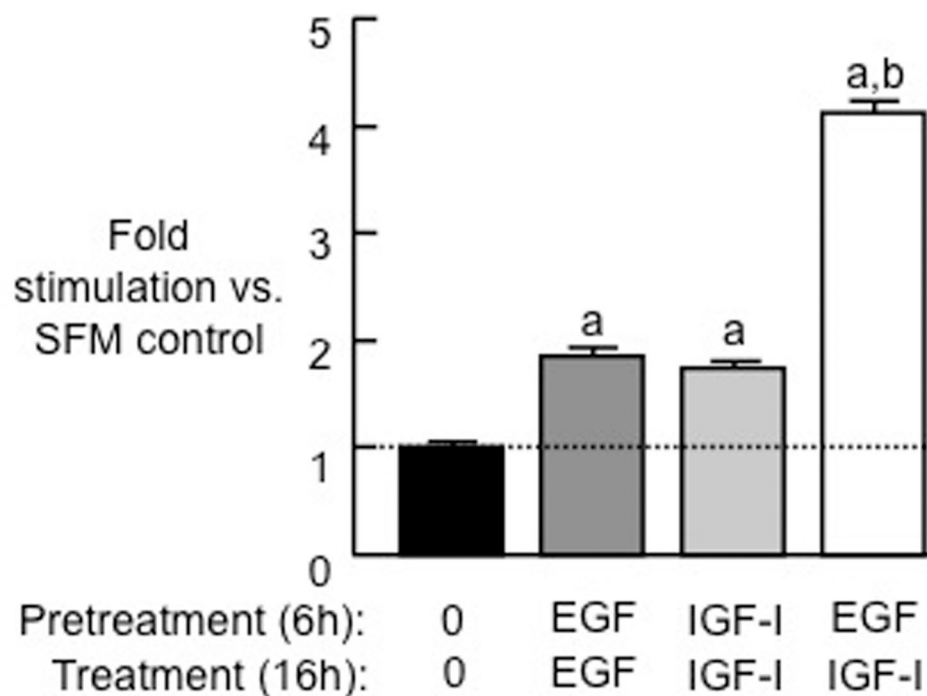 5
a,b
4
Fold
stimulation vs.
SFM control
3
a a
2
1
0
Pretreatment (6h): 0 EGF IGF-I EGF
Treatment (16h): 0 EGF IGF-I IGF-I